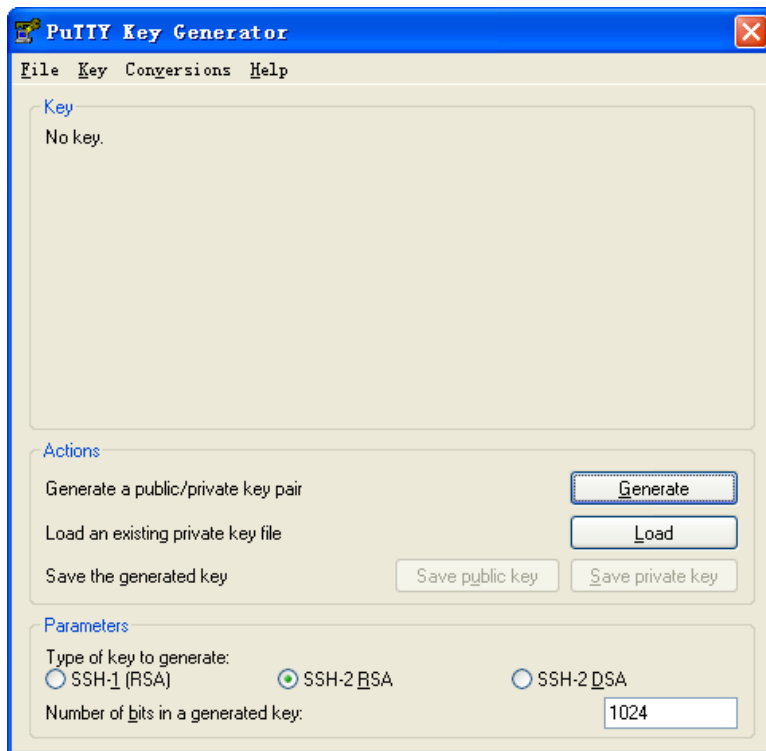 PuTTY Key Generator
File Key Conversions Help
Key
No key.
Actions
Generate a public/private key pair Generate
Load an existing private key file Load
Save the generated key Save public key Save private key
Parameters
Type of key to generate:
SSH-1 (RSA) SSH-2 RSA SSH-2 DSA
Number of bits in a generated key: 1024